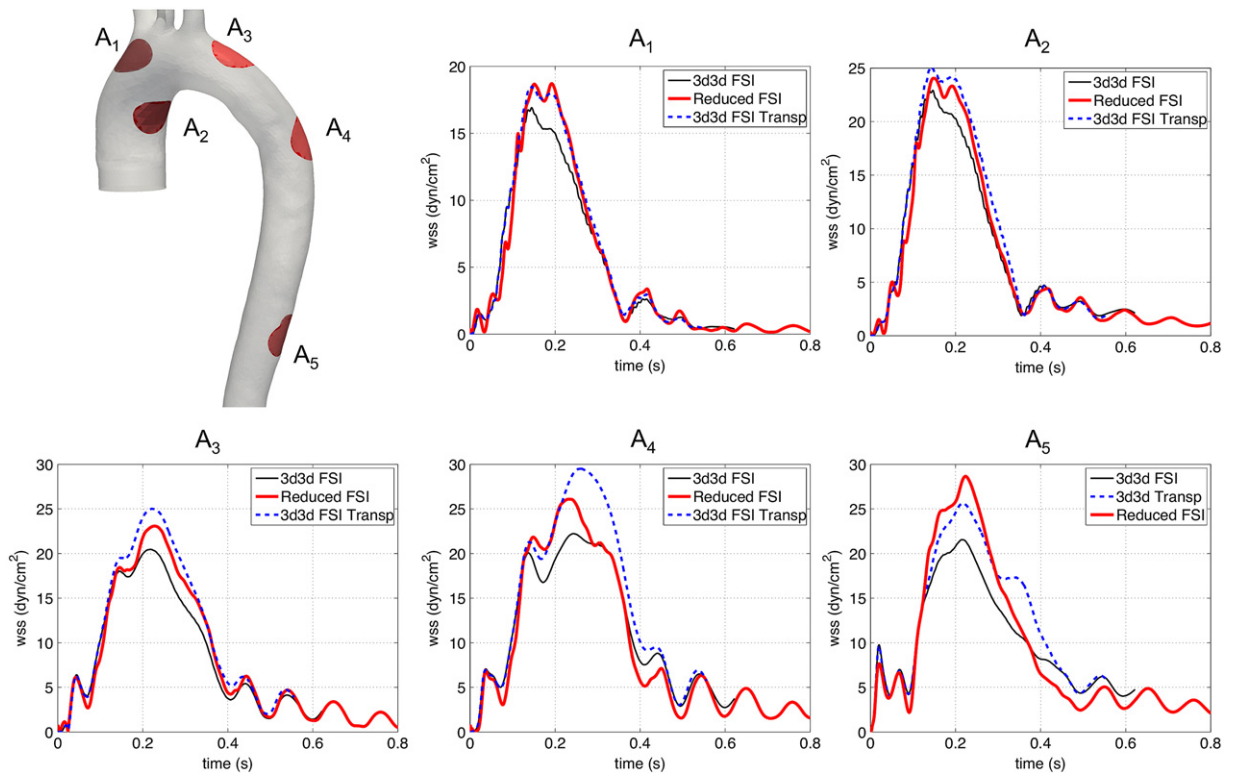 A1
A3
A2
A4
A5
A1
20
15
10
5
0
wss (dyn/cm2)
3d3d FSI
Reduced FSI
3d3d FSI Transp
0 0.2 0.4 0.6 0.8
time (s)
A2
25
20
15
10
5
0
wss (dyn/cm2)
3d3d FSI
Reduced FSI
3d3d FSI Transp
0 0.2 0.4 0.6 0.8
time (s)
A3
30
25
20
15
10
5
0
wss (dyn/cm2)
3d3d FSI
Reduced FSI
3d3d FSI Transp
0 0.2 0.4 0.6 0.8
time (s)
A4
30
25
20
15
10
5
0
wss (dyn/cm2)
3d3d FSI
Reduced FSI
3d3d FSI Transp
0 0.2 0.4 0.6 0.8
time (s)
A5
30
25
20
15
10
5
0
wss (dyn/cm2)
3d3d FSI
3d3d Transp
Reduced FSI
0 0.2 0.4 0.6 0.8
time (s)